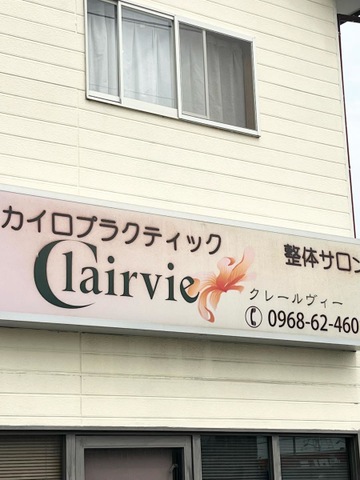 カイロプラクティック
整体サロン
Clairvie
クレールヴィー
0968-62-460